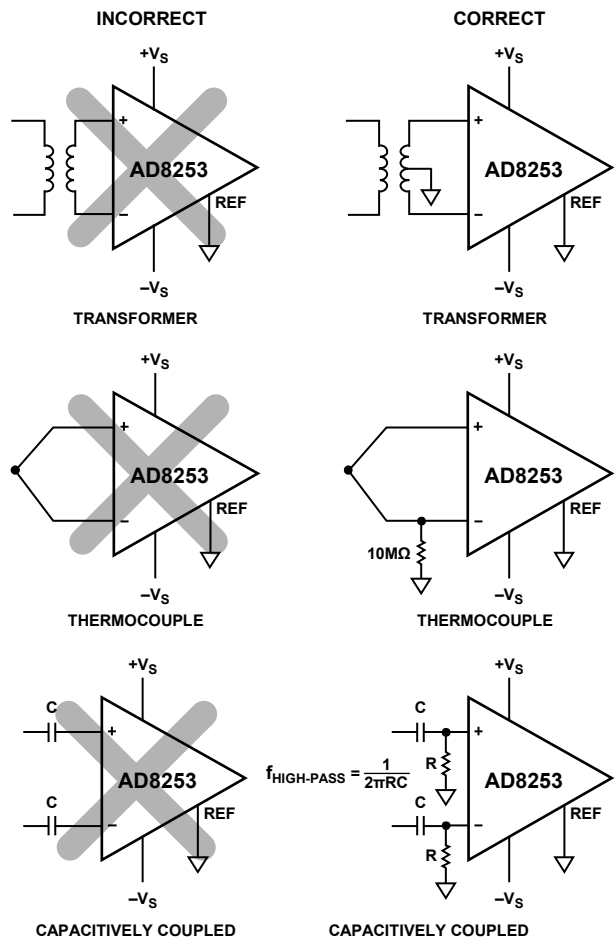 INCORRECT
CORRECT
+VS
+
AD8253
−
REF
−VS
TRANSFORMER
+VS
+
AD8253
−
REF
−VS
TRANSFORMER
+VS
+
AD8253
−
REF
−VS
THERMOCOUPLE
+VS
+
AD8253
−
REF
10MΩ
−VS
THERMOCOUPLE
+VS
C
+
AD8253
C
−
REF
−VS
CAPACITIVELY COUPLED
fHIGH-PASS = 1/2πRC
+VS
C
+
R
AD8253
C
−
REF
R
−VS
CAPACITIVELY COUPLED